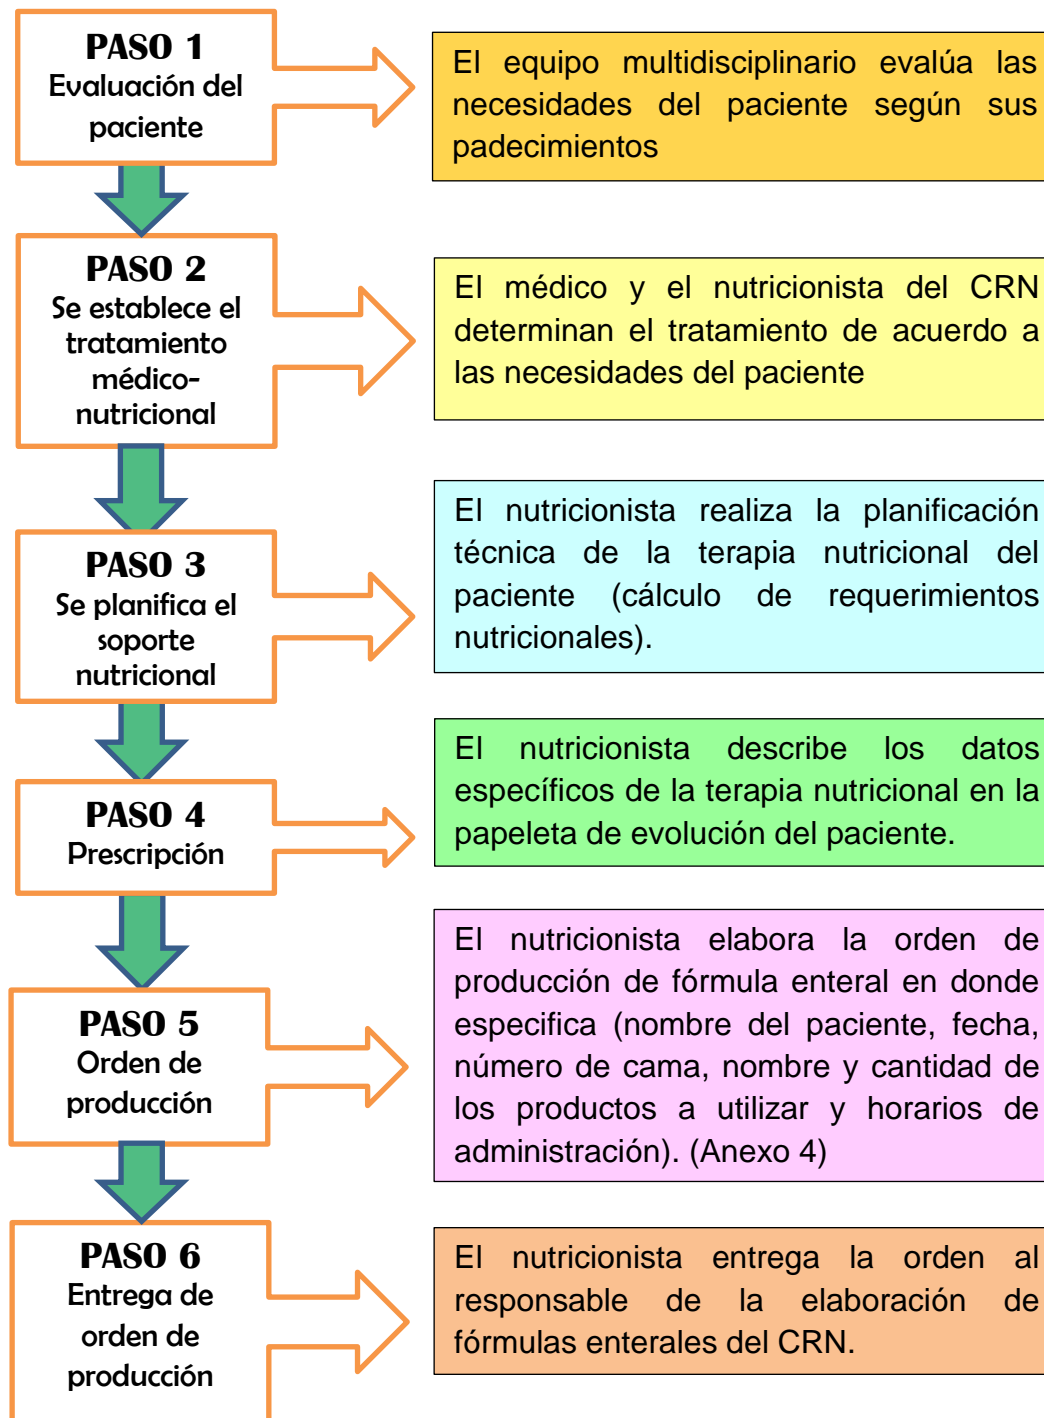 PASO 1
Evaluación del
paciente
El equipo multidisciplinario evalúa las
necesidades del paciente según sus
padecimientos
PASO 2
Se establece el
tratamiento
médico-
nutricional
El médico y el nutricionista del CRN
determinan el tratamiento de acuerdo a
las necesidades del paciente
PASO 3
Se planifica el
soporte
nutricional
El nutricionista realiza la planificación
técnica de la terapia nutricional del
paciente (cálculo de requerimientos
nutricionales).
PASO 4
Prescripción
El nutricionista describe los datos
específicos de la terapia nutricional en la
papeleta de evolución del paciente.
PASO 5
Orden de
producción
El nutricionista elabora la orden de
producción de fórmula enteral en donde
especifica (nombre del paciente, fecha,
número de cama, nombre y cantidad de
los productos a utilizar y horarios de
administración). (Anexo 4)
PASO 6
Entrega de
orden de
producción
El nutricionista entrega la orden al
responsable de la elaboración de
fórmulas enterales del CRN.